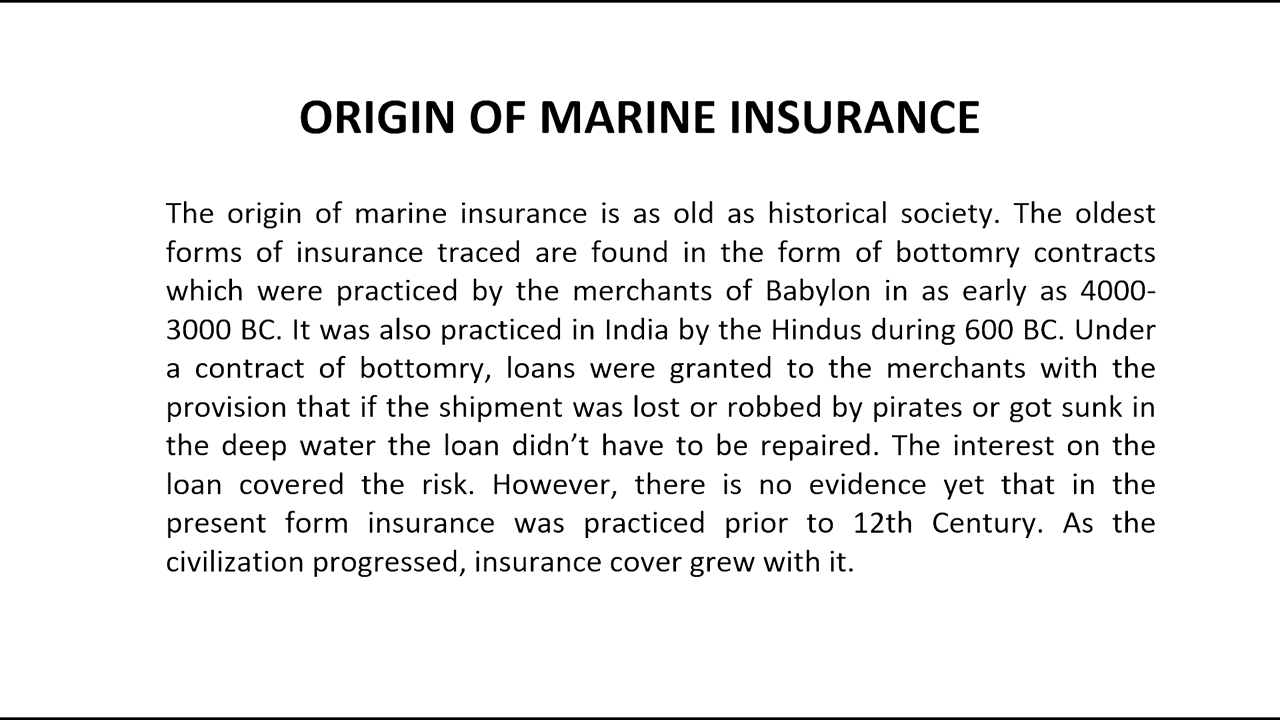 ORIGIN OF MARINE INSURANCE
The origin of marine insurance is as old as historical society. The oldest
forms of insurance traced are found in the form of bottomry contracts
which were practiced by the merchants of Babylon in as early as 4000-
3000 BC. It was also practiced in India by the Hindus during 600 BC. Under
a contract of bottomry, loans were granted to the merchants with the
provision that if the shipment was lost or robbed by pirates or got sunk in
the deep water the loan didn’t have to be repaired. The interest on the
loan covered the risk. However, there is no evidence yet that in the
present form insurance was practiced prior to 12th Century. As the
civilization progressed, insurance cover grew with it.